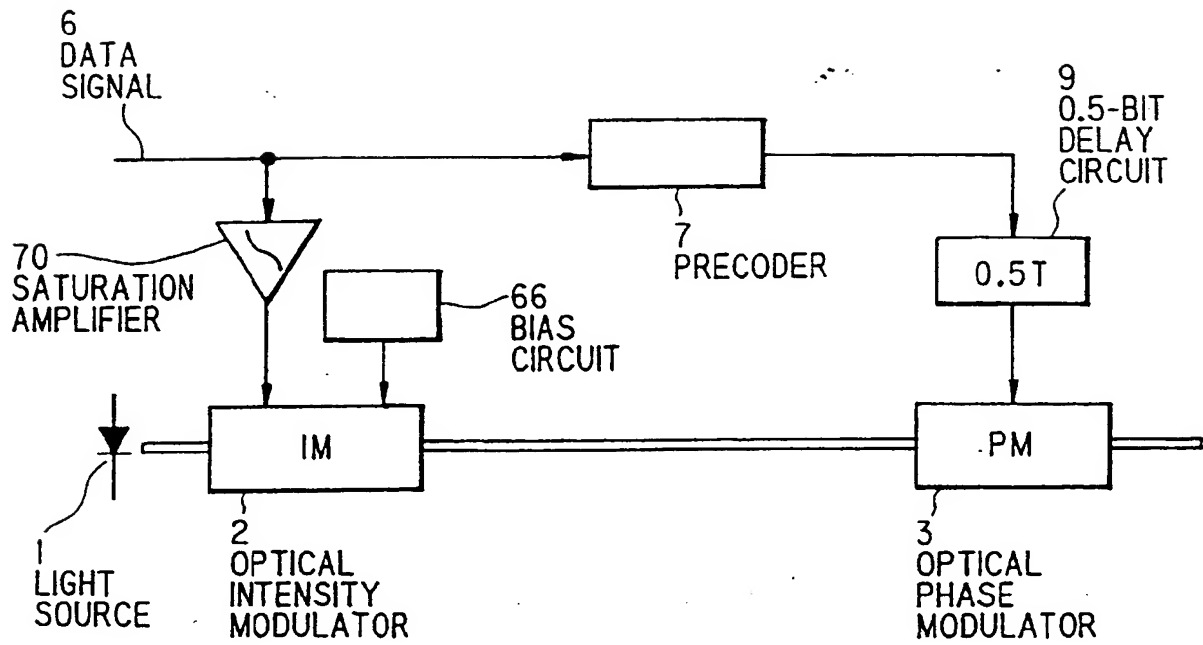 6
DATA
SIGNAL
9
0.5-BIT
DELAY
CIRCUIT
7
PRECODER
70
SATURATION
AMPLIFIER
66
BIAS
CIRCUIT
0.5T
IM
PM
1
LIGHT
SOURCE
2
OPTICAL
INTENSITY
MODULATOR
3
OPTICAL
PHASE
MODULATOR